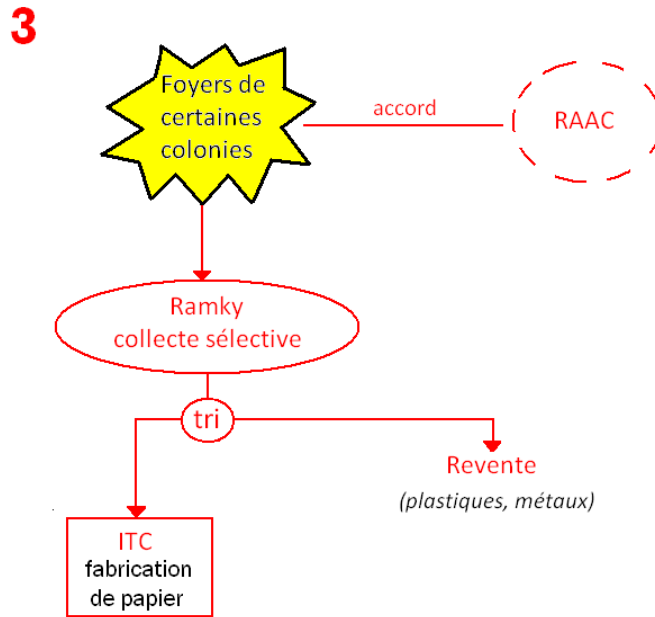 3
Foyers de
certaines
colonies
accord
RAAC
Ramky
collecte sélective
tri
Revente
(plastiques, métaux)
ITC
fabrication
de papier